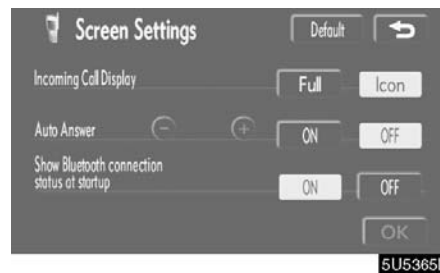 Screen Settings Default
Incoming Call Display Full Icon
Auto Answer − + ON OFF
Show Bluetooth connection
status at startup ON OFF
OK
5U5365